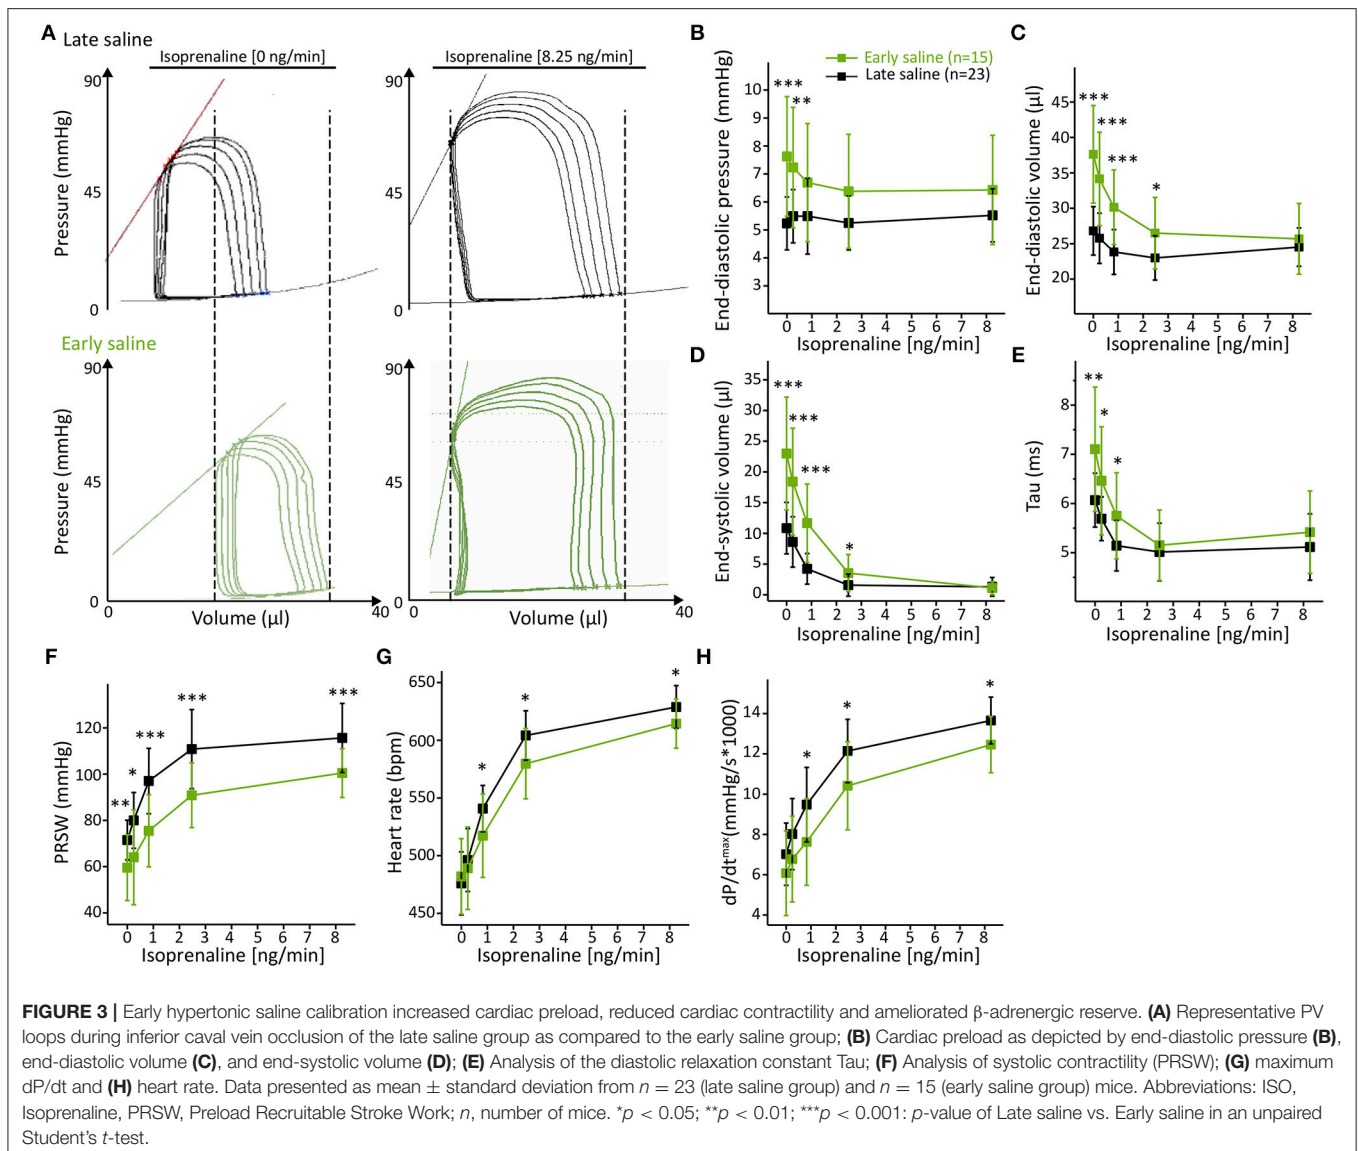 A
Late saline
Isoprenaline [0 ng/min]
Isoprenaline [8.25 ng/min]
90
45
0
Pressure (mmHg)
90
45
0
Early saline
90
45
0
Pressure (mmHg)
Volume (µl)
40
90
45
0
Volume (µl)
40
B
Early saline (n=15)
Late saline (n=23)
End-diastolic pressure (mmHg)
10
9
8
7
6
5
4
3
*** **
0 1 2 3 4 5 6 7 8
Isoprenaline [ng/min]
C
End-diastolic volume (µl)
45
40
35
30
25
20
*** *** *** *
0 1 2 3 4 5 6 7 8
Isoprenaline [ng/min]
D
End-systolic volume (µl)
35
30
25
20
15
10
5
0
*** *** *** *
0 1 2 3 4 5 6 7 8
Isoprenaline [ng/min]
E
Tau (ms)
8
7
6
5
** * *
0 1 2 3 4 5 6 7 8
Isoprenaline [ng/min]
F
PRSW (mmHg)
120
100
80
60
40
** * *** *** ***
0 1 2 3 4 5 6 7 8
Isoprenaline [ng/min]
G
Heart rate (bpm)
650
600
550
500
450
* * *
0 1 2 3 4 5 6 7 8
Isoprenaline [ng/min]
H
dP/dtmax(mmHg/s*1000)
14
12
10
8
6
4
* * *
0 1 2 3 4 5 6 7 8
Isoprenaline [ng/min]
FIGURE 3 | Early hypertonic saline calibration increased cardiac preload, reduced cardiac contractility and ameliorated β-adrenergic reserve. (A) Representative PV
loops during inferior caval vein occlusion of the late saline group as compared to the early saline group; (B) Cardiac preload as depicted by end-diastolic pressure (B),
end-diastolic volume (C), and end-systolic volume (D); (E) Analysis of the diastolic relaxation constant Tau; (F) Analysis of systolic contractility (PRSW); (G) maximum
dP/dt and (H) heart rate. Data presented as mean ± standard deviation from n = 23 (late saline group) and n = 15 (early saline group) mice. Abbreviations: ISO,
Isoprenaline, PRSW, Preload Recruitable Stroke Work; n, number of mice. *p < 0.05; **p < 0.01; ***p < 0.001: p-value of Late saline vs. Early saline in an unpaired
Student's t-test.